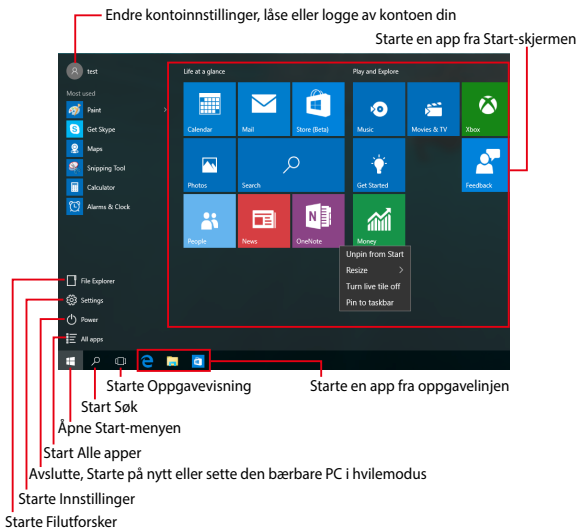 Endre kontoinnstillinger, låse eller logge av kontoen din
Starte en app fra Start-skjermen
test
Life at a glance
Play and Explore
Most used
Paint
Get Skype
Maps
Snipping Tool
Calculator
Alarms & Clock
Calendar
Mail
Store (Beta)
Music
Movies & TV
Xbox
Photos
Search
Get Started
Feedback
People
News
OneNote
Money
Unpin from Start
Resize
Turn live tile off
Pin to taskbar
File Explorer
Settings
Power
All apps
Starte Oppgavevisning
Starte en app fra oppgavelinjen
Start Søk
Åpne Start-menyen
Start Alle apper
Avslutte, Starte på nytt eller sette den bærbare PC i hvilemodus
Starte Innstillinger
Starte Filutforsker